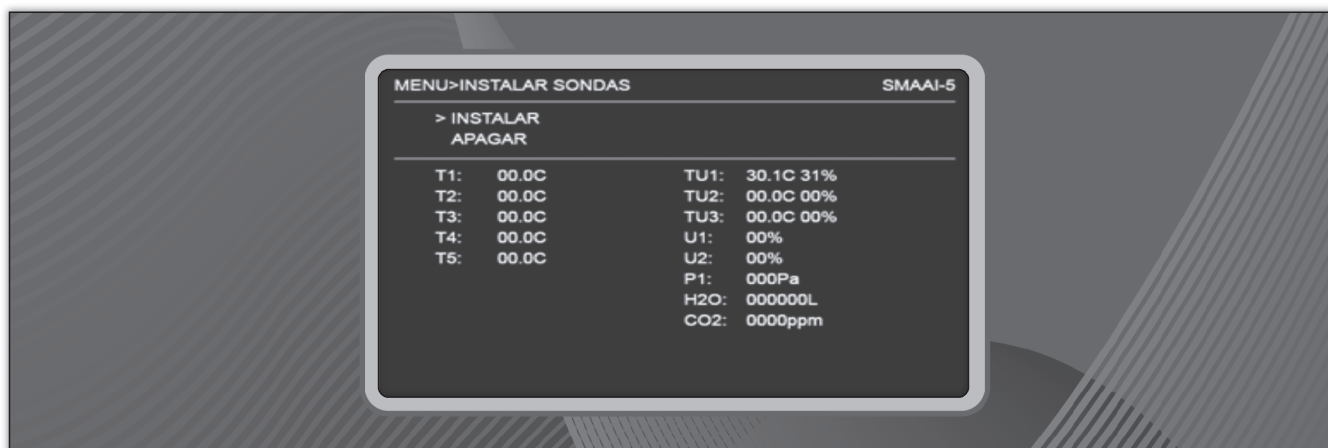 MENU>INSTALAR SONDAS SMAAI-5
> INSTALAR
APAGAR
T1: 00.0C TU1: 30.1C 31%
T2: 00.0C TU2: 00.0C 00%
T3: 00.0C TU3: 00.0C 00%
T4: 00.0C U1: 00%
T5: 00.0C U2: 00%
P1: 000Pa
H2O: 000000L
CO2: 0000ppm